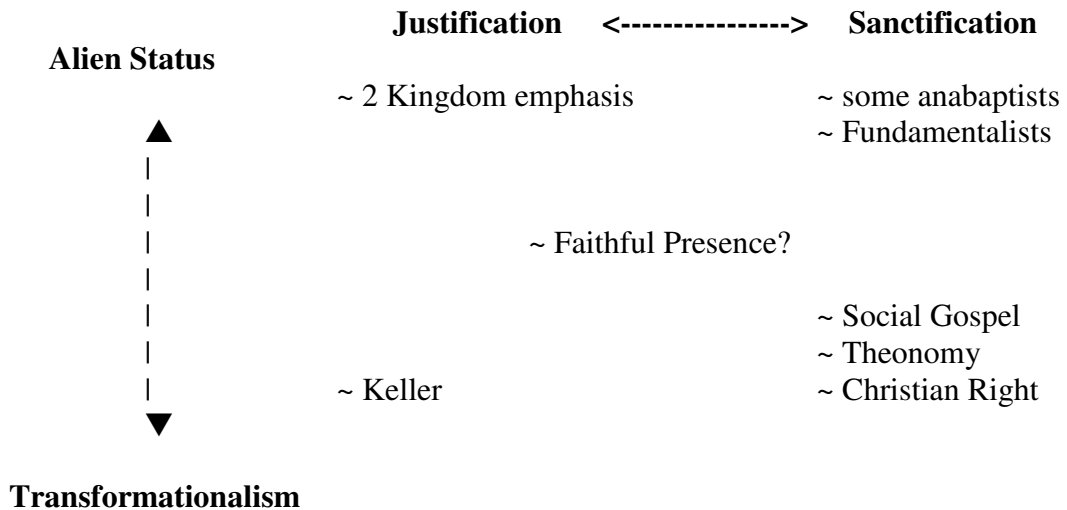 Justification <---------------> Sanctification
Alien Status
~ 2 Kingdom emphasis ~ some anabaptists
~ Fundamentalists
~ Faithful Presence?
~ Social Gospel
~ Theonomy
~ Keller ~ Christian Right
Transformationalism